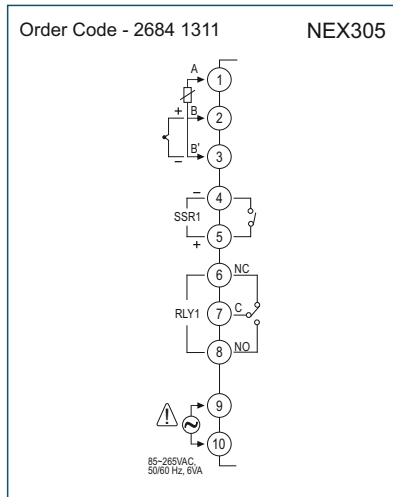 Order Code - 2684 1311
NEX305
A
1
+
B
2
B'
–
3
–
4
SSR1
5
+
6
NC
RLY1
7
C
8
NO
9
10
85~265VAC,
50/60 Hz, 6VA